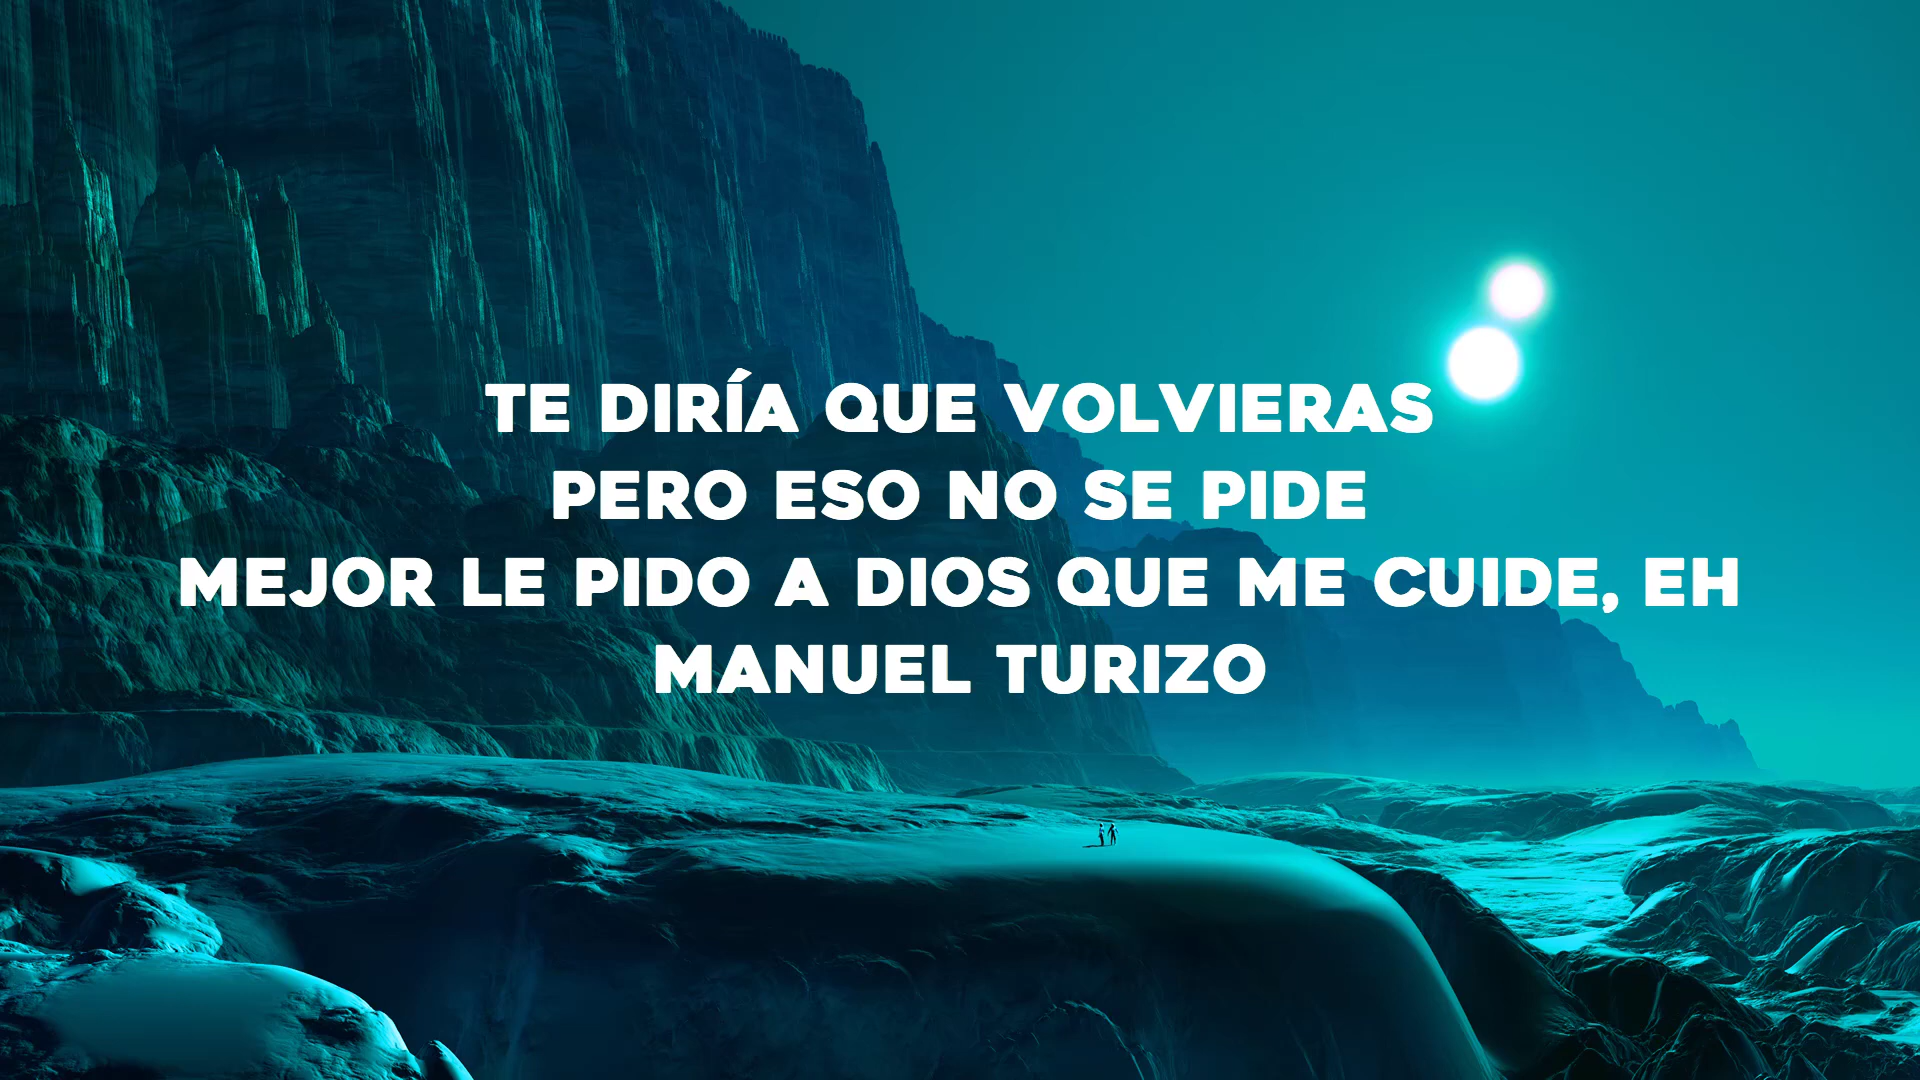 TE DIRÍA QUE VOLVIERAS
PERO ESO NO SE PIDE
MEJOR LE PIDO A DIOS QUE ME CUIDE, EH
MANUEL TURIZO